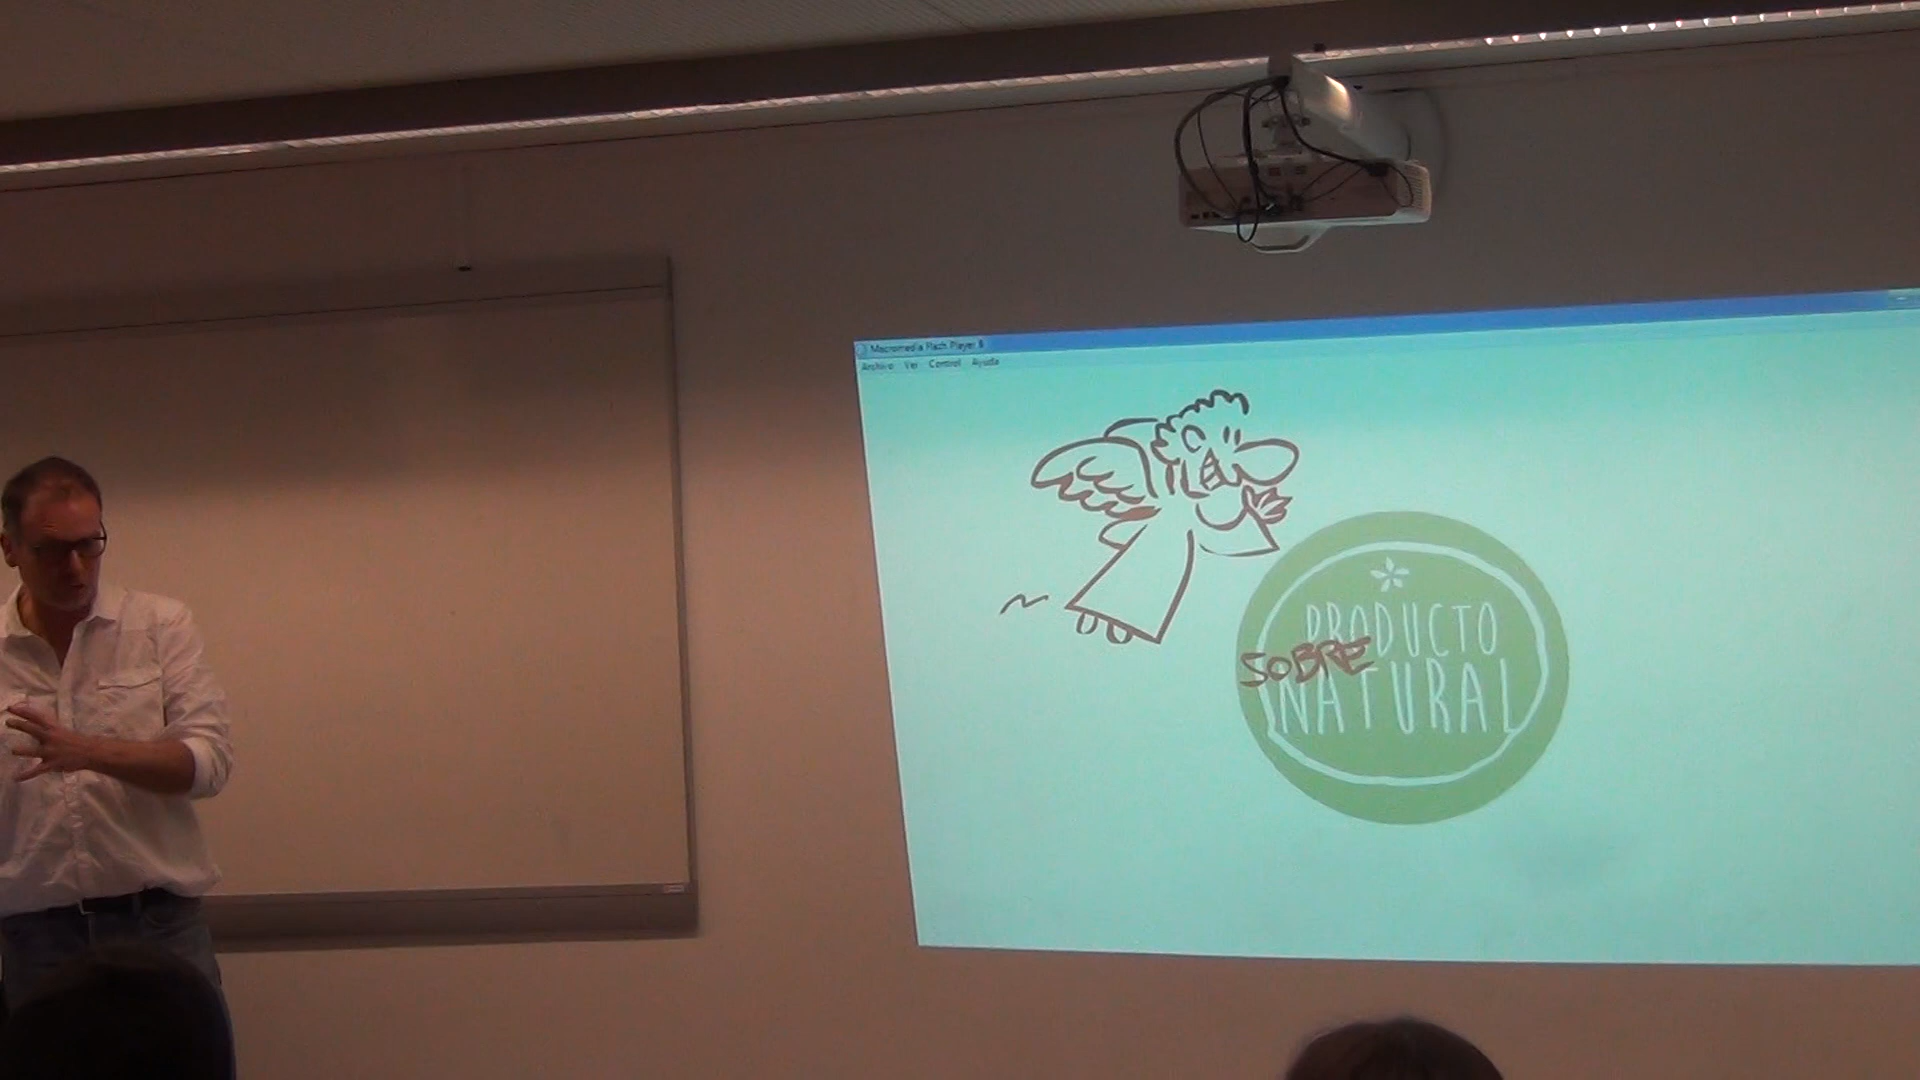 Macromedia Flash Player 8
Archivo Ver Control Ayuda
PRODUCTO
SOBRE
NATURAL